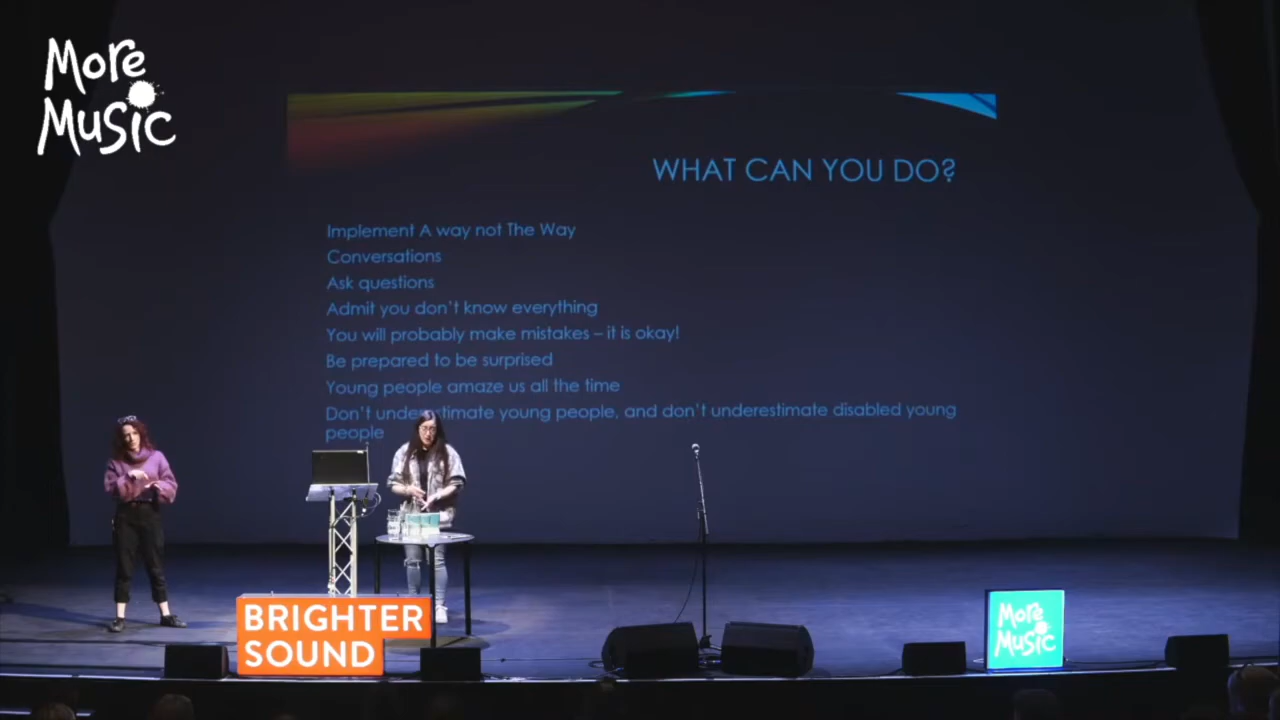 More
Music
WHAT CAN YOU DO?
Implement A way not The Way
Conversations
Ask questions
Admit you don't know everything
You will probably make mistakes – it is okay!
Be prepared to be surprised
Young people amaze us all the time
Don't underestimate young people, and don't underestimate disabled young
people
BRIGHTER
SOUND
More
Music